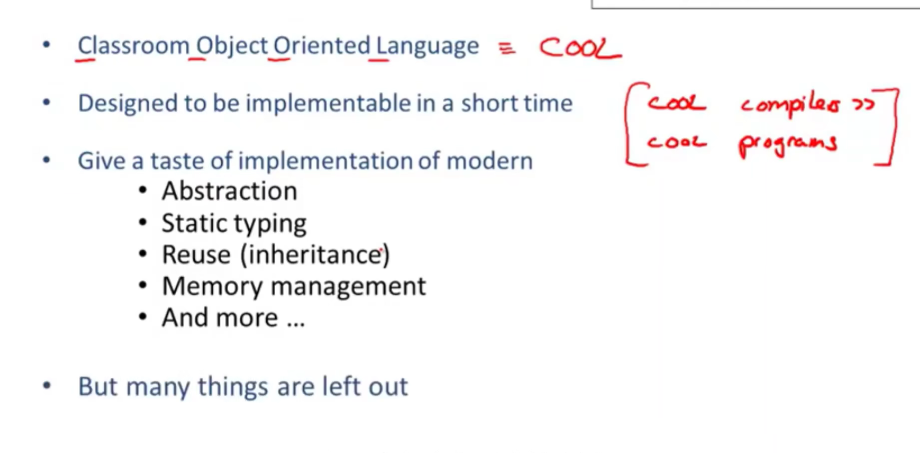 • Classroom Object Oriented Language ≡ COOL
• Designed to be implementable in a short time
COOL compilers >>
COOL programs
• Give a taste of implementation of modern
• Abstraction
• Static typing
• Reuse (inheritance)
• Memory management
• And more ...
• But many things are left out